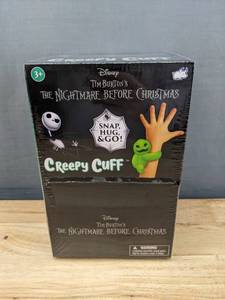 3+
Disney
TIM BURTON'S
THE NIGHTMARE BEFORE CHRISTMAS
SNAP,
HUG,
& GO!
CREEPY CUFF
Disney
TIM BURTON'S
THE NIGHTMARE BEFORE CHRISTMAS
WARNING